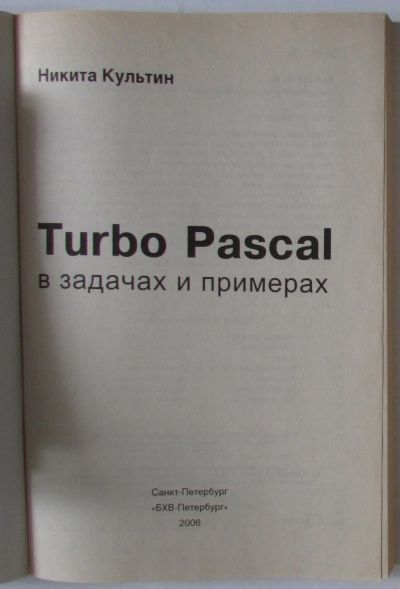 Никита Культин
Turbo Pascal
в задачах и примерах
Санкт-Петербург
«БХВ-Петербург»
2006